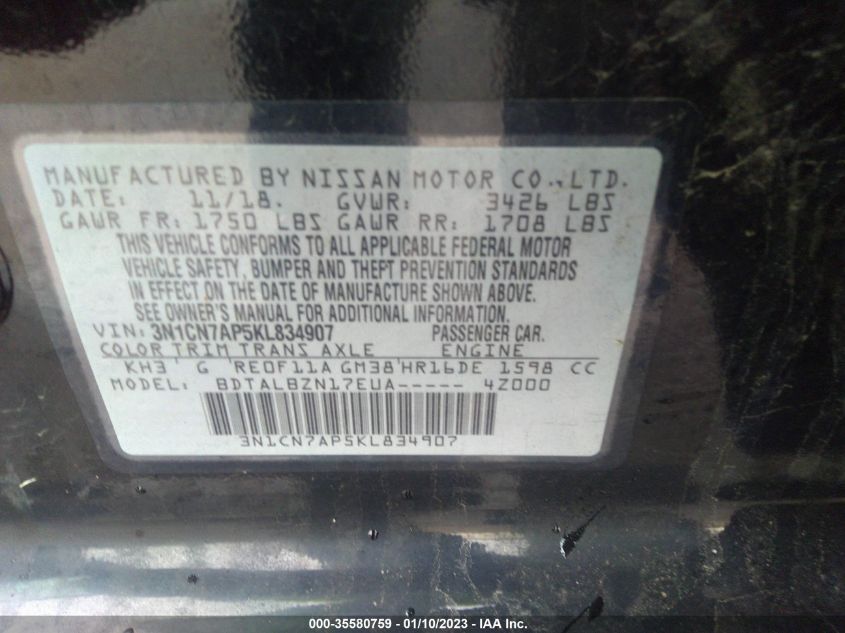 MANUFACTURED BY NISSAN MOTOR CO., LTD.
DATE: 11/18. GVWR: 3426 LBS
GAWR FR: 1750 LBS GAWR RR: 1708 LBS
THIS VEHICLE CONFORMS TO ALL APPLICABLE FEDERAL MOTOR
VEHICLE SAFETY, BUMPER AND THEFT PREVENTION STANDARDS
IN EFFECT ON THE DATE OF MANUFACTURE SHOWN ABOVE.
SEE OWNER'S MANUAL FOR ADDITIONAL INFORMATION.
VIN: 3N1CN7AP5KL834907 PASSENGER CAR.
COLOR TRIM TRANS AXLE ENGINE
KH3' G 'RE0F11A GM38'HR16DE 1598 CC
MODEL: BDTALBZN17EUA----- 4Z000
3N1CN7AP5KL834907
000-35580759 — 01/10/2023 — IAA Inc.